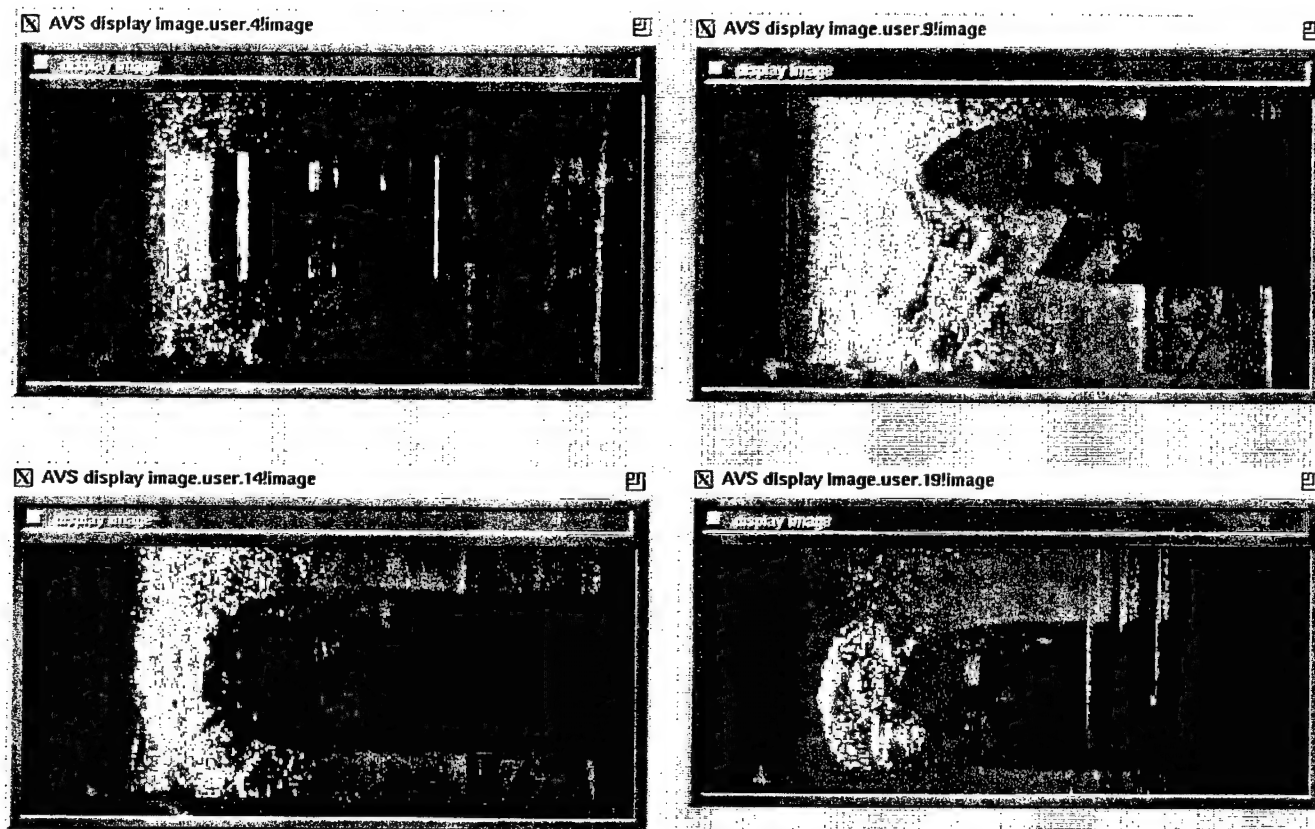 AVS display image.user.4!image
display image
AVS display image.user.9!image
display image
AVS display image.user.14!image
display image
AVS display image.user.19!image
display image